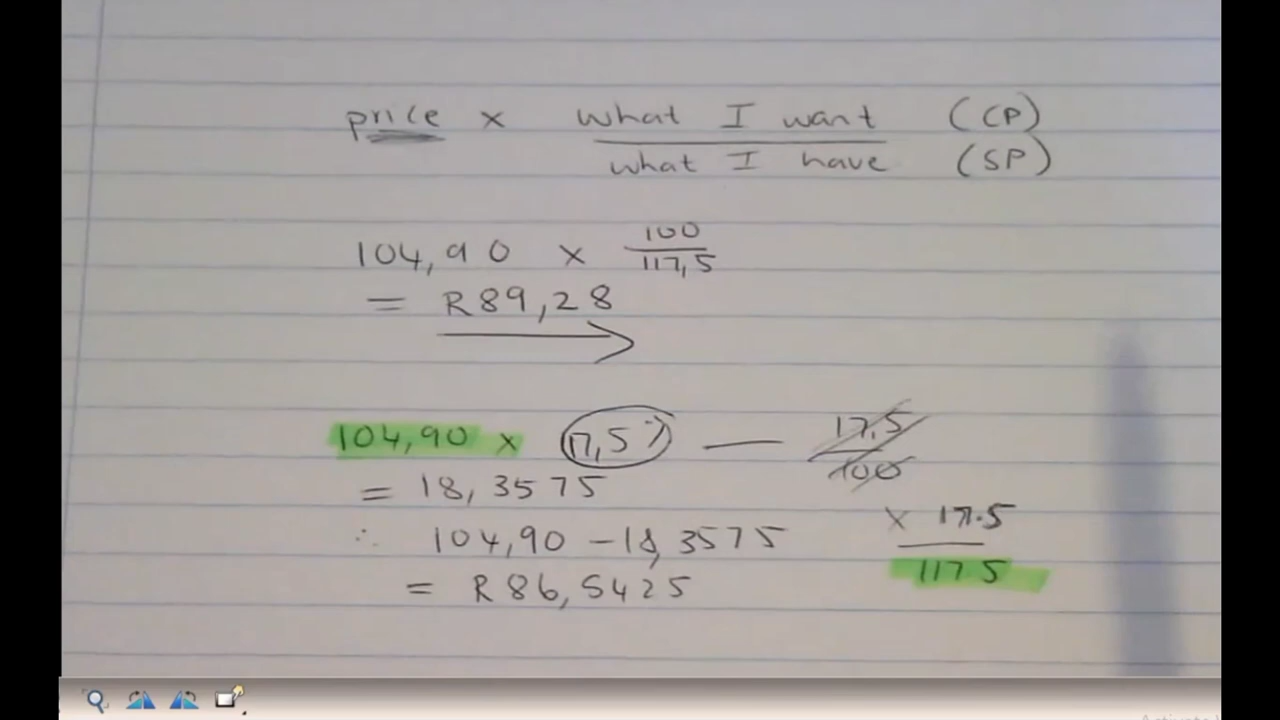 price x what I want (CP)
what I have (SP)
104,90 x 100
117,5
= R89,28
104,90 x 17,5% — 17,5
100
= 18,3575
x 17.5
∴ 104,90 - 18,3575
117.5
= R86,5425